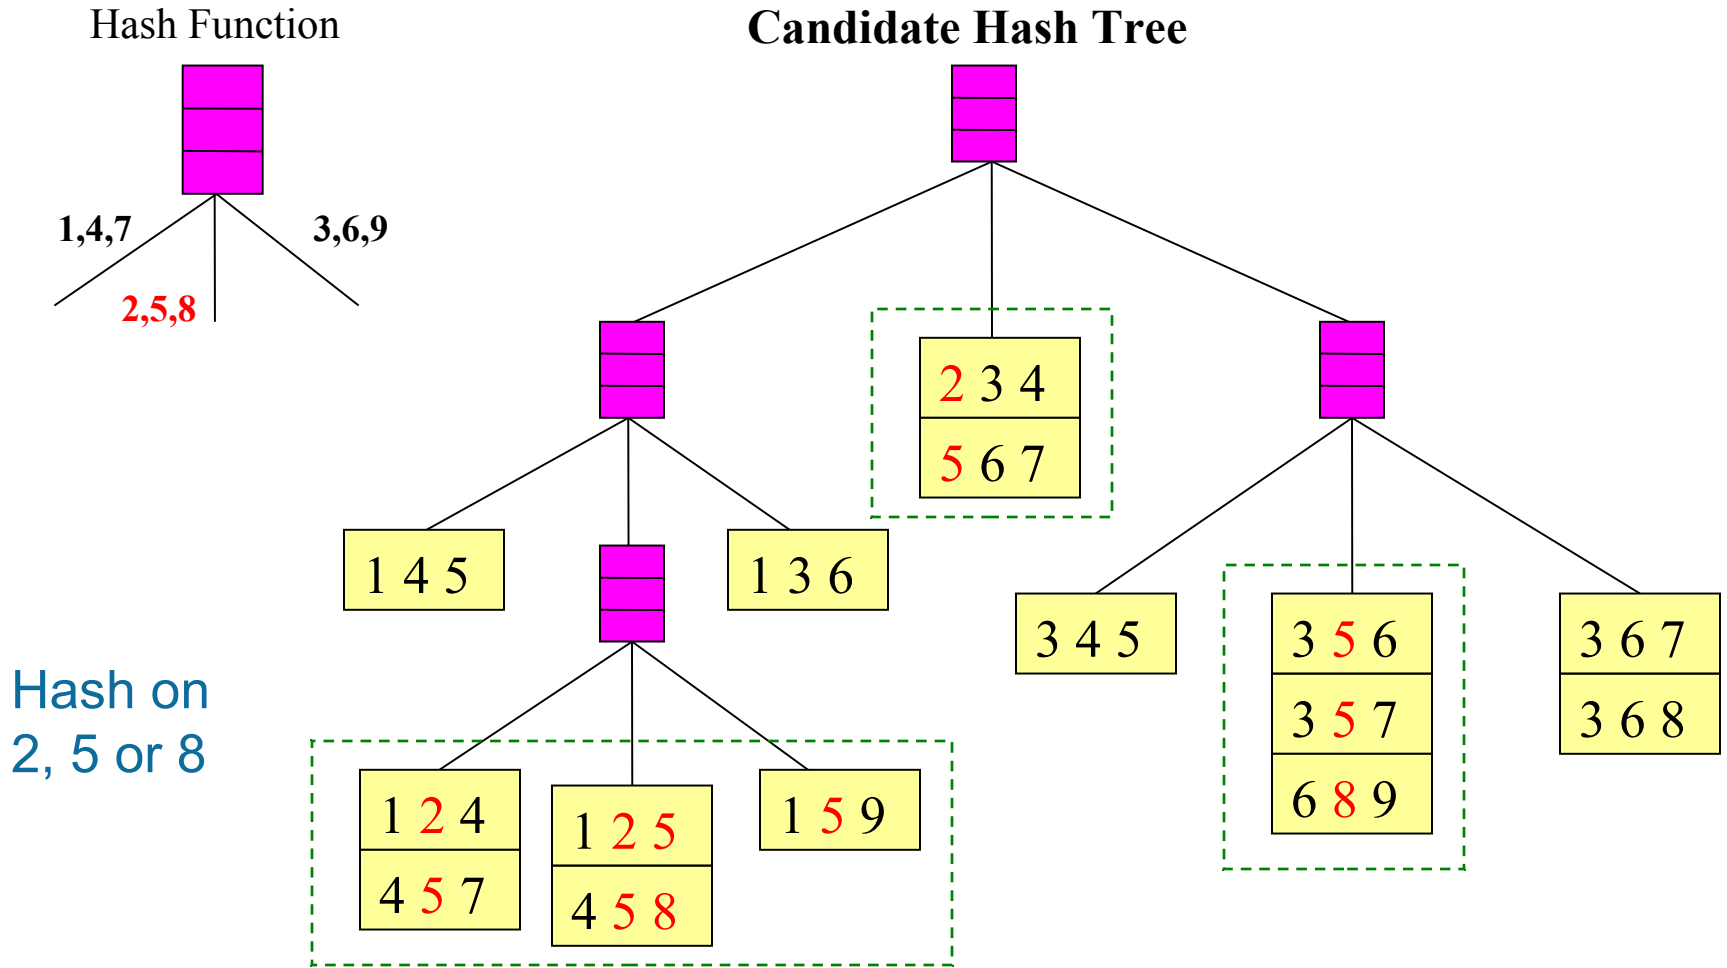 Hash Function
Candidate Hash Tree
1,4,7
3,6,9
2,5,8
2 3 4
5 6 7
1 4 5
1 3 6
3 4 5
3 5 6
3 5 7
6 8 9
3 6 7
3 6 8
Hash on
2, 5 or 8
1 2 4
4 5 7
1 2 5
4 5 8
1 5 9